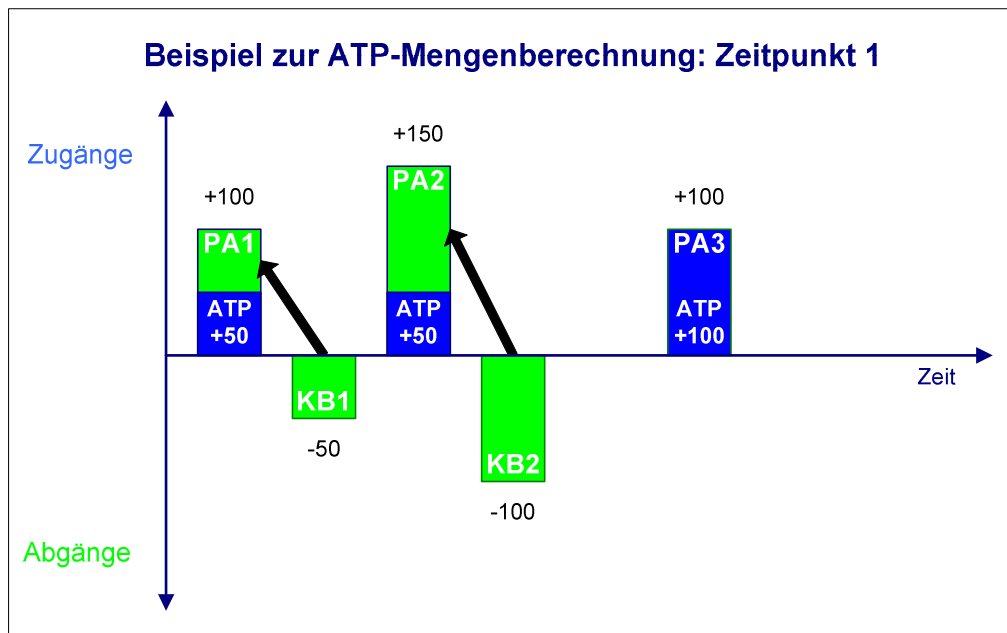 Beispiel zur ATP-Mengenberechnung: Zeitpunkt 1
Zugänge
+100
+150
+100
PA1
PA2
PA3
ATP
+50
ATP
+50
ATP
+100
Zeit
KB1
-50
KB2
-100
Abgänge